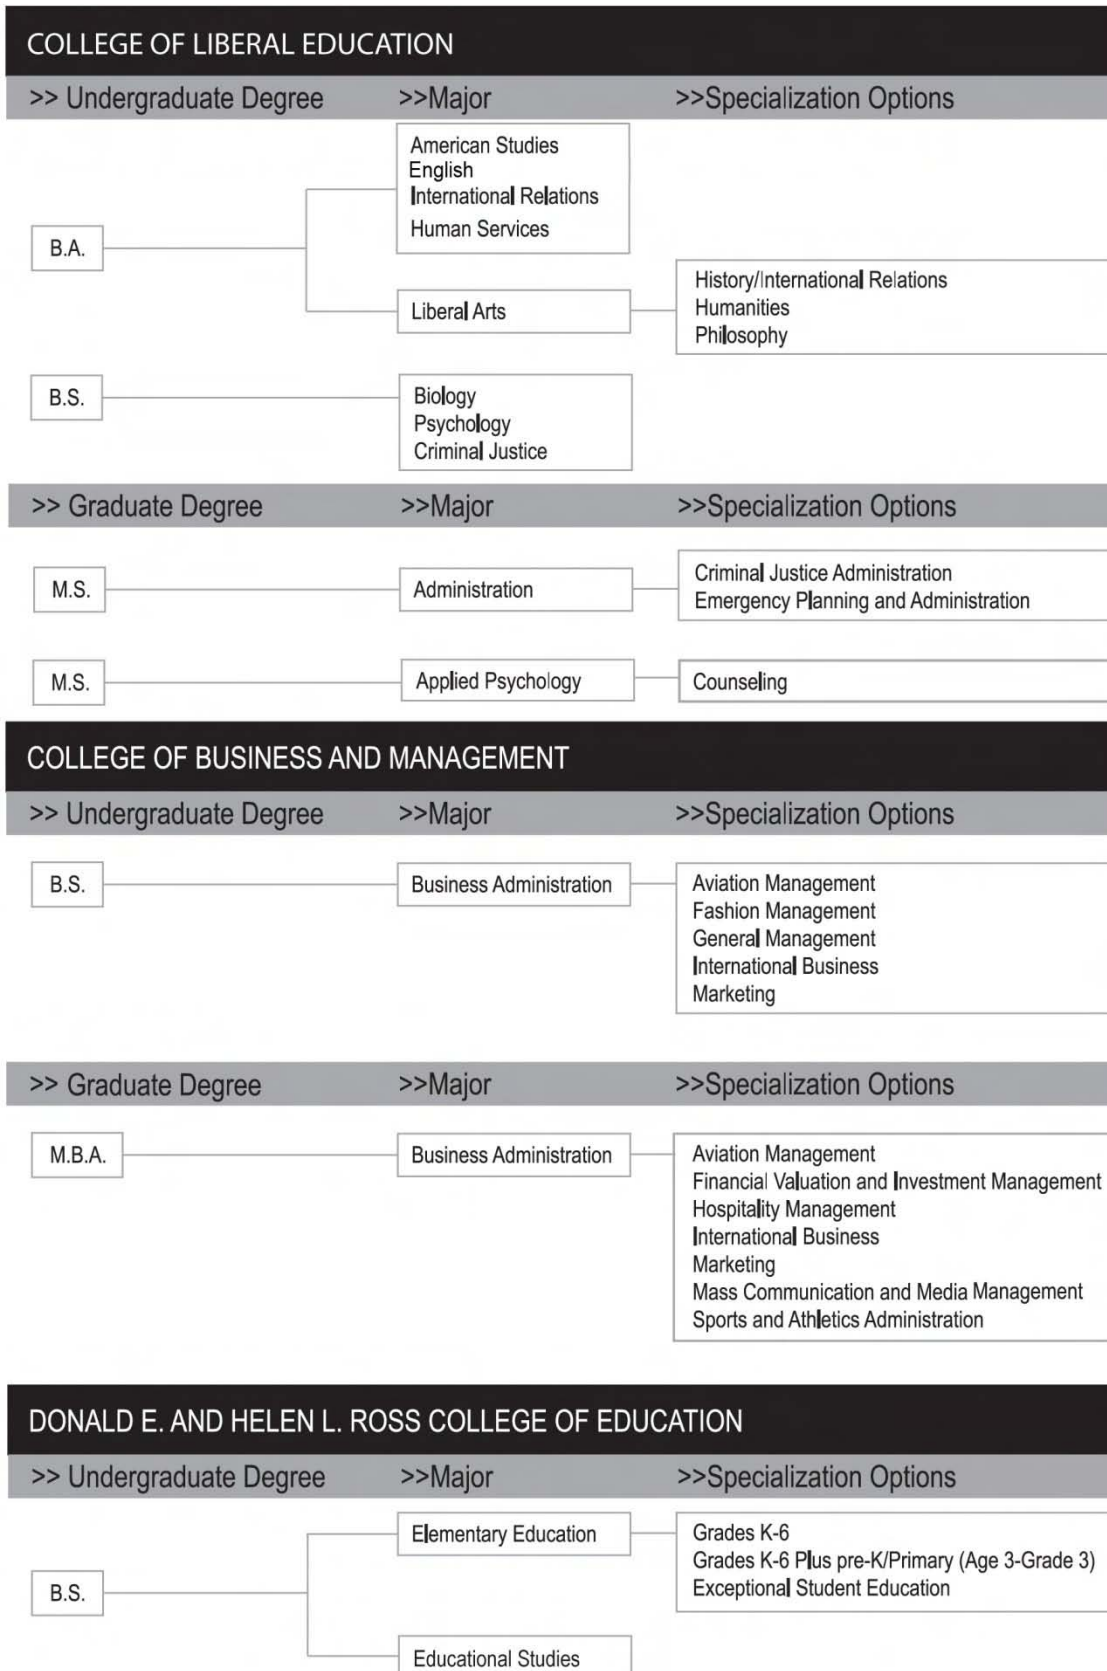 COLLEGE OF LIBERAL EDUCATION
>> Undergraduate Degree >>Major >>Specialization Options
American Studies
English
International Relations
Human Services
B.A.
Liberal Arts
History/International Relations
Humanities
Philosophy
B.S.
Biology
Psychology
Criminal Justice
>> Graduate Degree >>Major >>Specialization Options
M.S.
Administration
Criminal Justice Administration
Emergency Planning and Administration
M.S.
Applied Psychology
Counseling
COLLEGE OF BUSINESS AND MANAGEMENT
>> Undergraduate Degree >>Major >>Specialization Options
B.S.
Business Administration
Aviation Management
Fashion Management
General Management
International Business
Marketing
>> Graduate Degree >>Major >>Specialization Options
M.B.A.
Business Administration
Aviation Management
Financial Valuation and Investment Management
Hospitality Management
International Business
Marketing
Mass Communication and Media Management
Sports and Athletics Administration
DONALD E. AND HELEN L. ROSS COLLEGE OF EDUCATION
>> Undergraduate Degree >>Major >>Specialization Options
B.S.
Elementary Education
Grades K-6
Grades K-6 Plus pre-K/Primary (Age 3-Grade 3)
Exceptional Student Education
Educational Studies